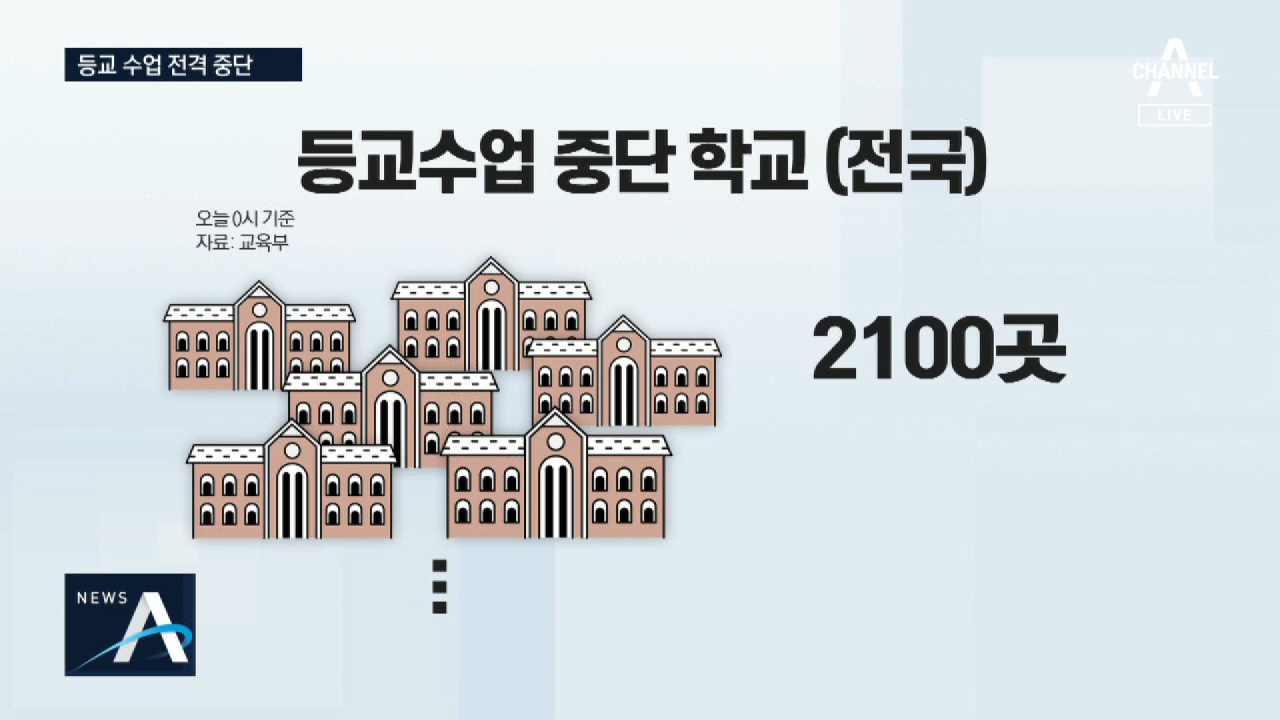 등교 수업 전격 중단
CHANNEL A
LIVE
등교수업 중단 학교 (전국)
오늘 0시 기준
자료 : 교육부
2100곳
NEWS A